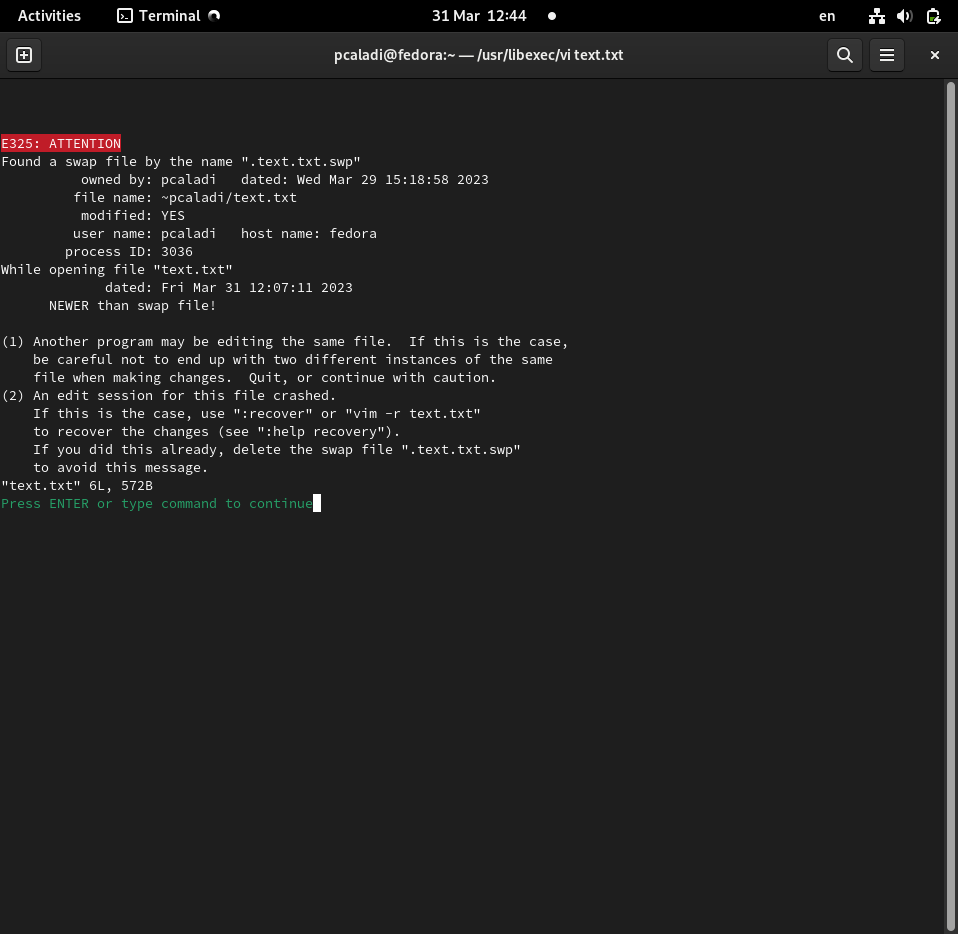 Activities
Terminal
31 Mar 12:44
en
pcaladi@fedora:~ — /usr/libexec/vi text.txt
E325: ATTENTION
Found a swap file by the name ".text.txt.swp"
          owned by: pcaladi   dated: Wed Mar 29 15:18:58 2023
         file name: ~pcaladi/text.txt
          modified: YES
         user name: pcaladi   host name: fedora
        process ID: 3036
While opening file "text.txt"
             dated: Fri Mar 31 12:07:11 2023
      NEWER than swap file!
(1) Another program may be editing the same file.  If this is the case,
    be careful not to end up with two different instances of the same
    file when making changes.  Quit, or continue with caution.
(2) An edit session for this file crashed.
    If this is the case, use ":recover" or "vim -r text.txt"
    to recover the changes (see ":help recovery").
    If you did this already, delete the swap file ".text.txt.swp"
    to avoid this message.
"text.txt" 6L, 572B
Press ENTER or type command to continue